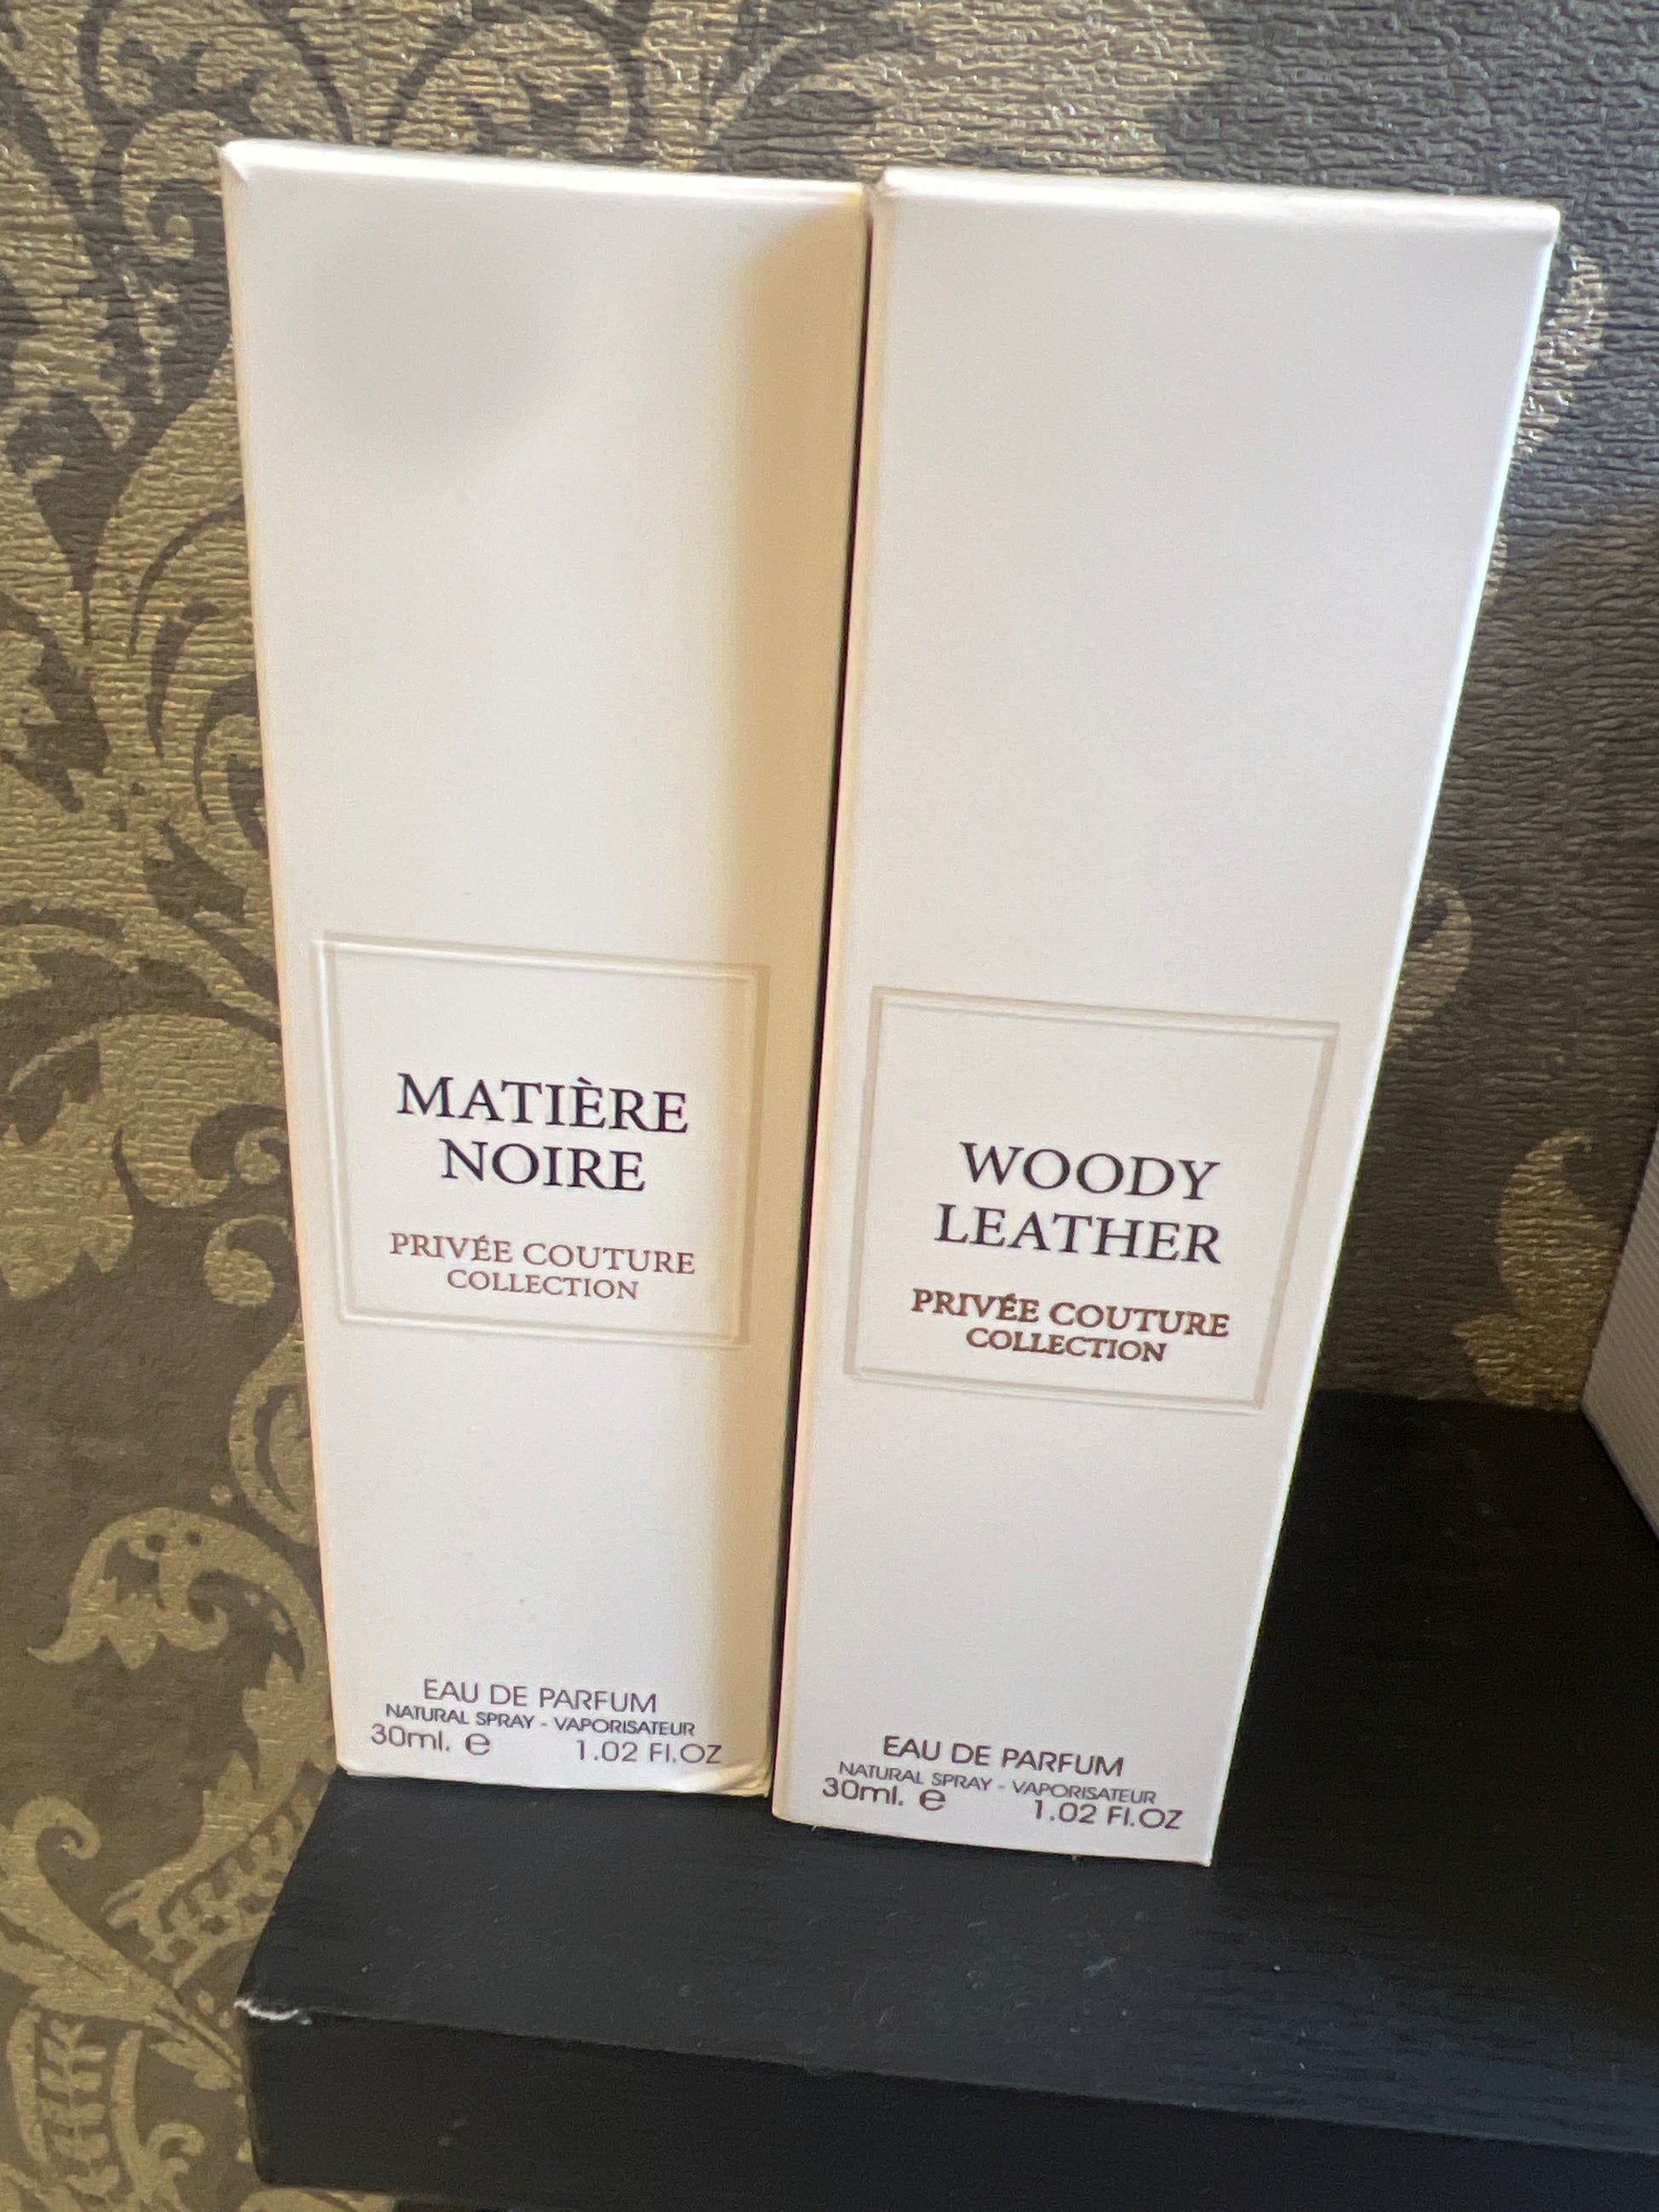 MATIÈRE
NOIRE
PRIVÉE COUTURE
COLLECTION
EAU DE PARFUM
NATURAL SPRAY - VAPORISATEUR
30ml. e 1.02 Fl.OZ
WOODY
LEATHER
PRIVÉE COUTURE
COLLECTION
EAU DE PARFUM
NATURAL SPRAY - VAPORISATEUR
30ml. e 1.02 Fl.OZ